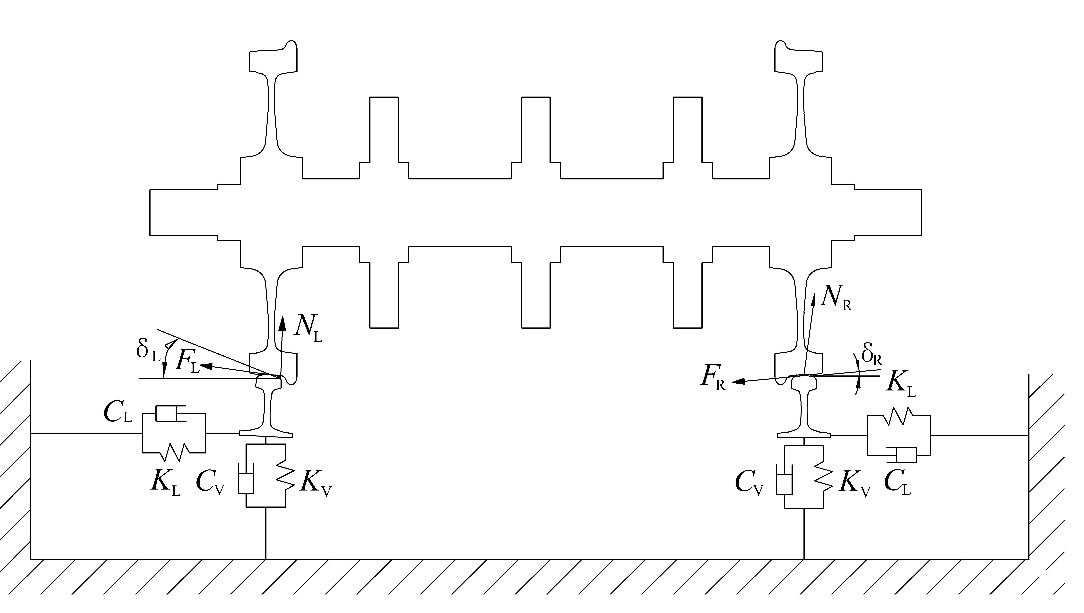 N_R
N_L
δ_L
F_L
δ_R
F_R
K_L
C_L
K_L
C_V
K_V
C_V
K_V
C_L